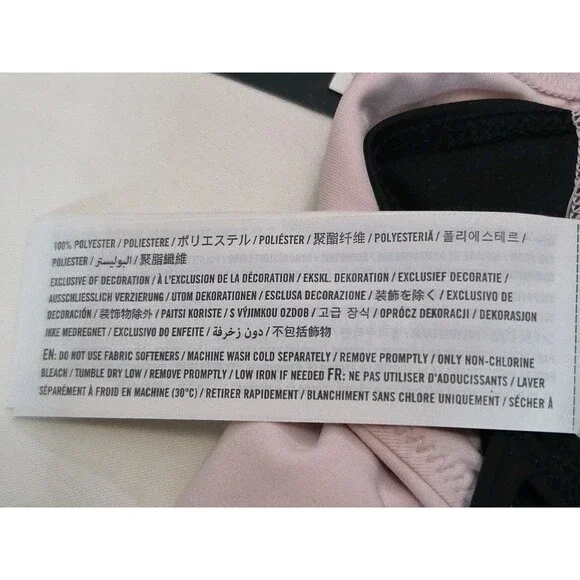 100% POLYESTER / POLIESTERE / ポリエステル / POLIÉSTER / 聚酯纤维 / POLYESTERIÄ / 폴리에스테르 /
POLIESTER / البوليستر / 聚脂纖維
EXCLUSIVE OF DECORATION / À L'EXCLUSION DE LA DÉCORATION / EKSKL. DEKORATION / EXCLUSIEF DECORATIE /
AUSSCHLIESSLICH VERZIERUNG / UTOM DEKORATIONEN / ESCLUSA DECORAZIONE / 装飾を除く / EXCLUSIVO DE
DECORACIÓN / 装饰物除外 / PAITSI KORISTE / S VÝJIMKOU OZDOB / 고급 장식 / OPRÓCZ DEKORACJI / DEKORASJON
IKKE MEDREGNET / EXCLUSIVO DO ENFEITE / دون زخرفة / 不包括飾物
EN: DO NOT USE FABRIC SOFTENERS / MACHINE WASH COLD SEPARATELY / REMOVE PROMPTLY / ONLY NON-CHLORINE
BLEACH / TUMBLE DRY LOW / REMOVE PROMPTLY / LOW IRON IF NEEDED FR: NE PAS UTILISER D'ADOUCISSANTS / LAVER
SÉPARÉMENT À FROID EN MACHINE (30°C) / RETIRER RAPIDEMENT / BLANCHIMENT SANS CHLORE UNIQUEMENT / SÉCHER À